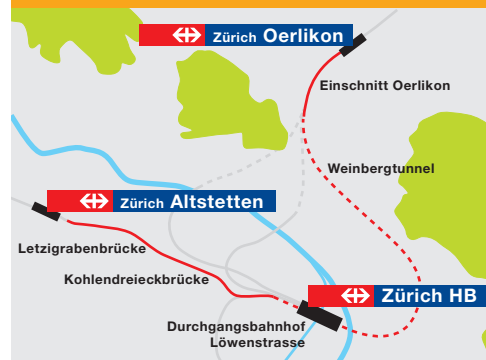 Zürich Oerlikon
Einschnitt Oerlikon
Weinbergtunnel
Zürich Altstetten
Letzigrabenbrücke
Kohlendreieckbrücke
Zürich HB
Durchgangsbahnhof
Löwenstrasse